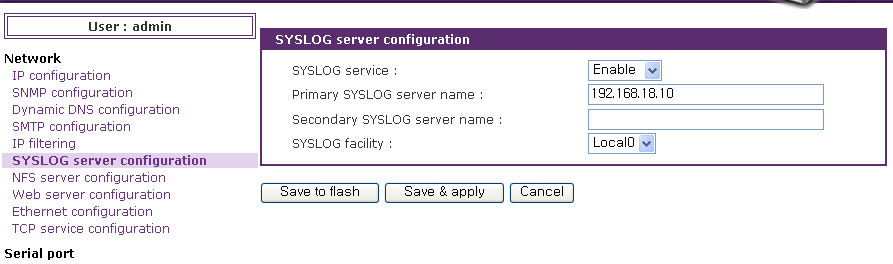 User : admin
Network
IP configuration
SNMP configuration
Dynamic DNS configuration
SMTP configuration
IP filtering
SYSLOG server configuration
NFS server configuration
Web server configuration
Ethernet configuration
TCP service configuration
Serial port
SYSLOG server configuration
SYSLOG service : Enable
Primary SYSLOG server name : 192.168.18.10
Secondary SYSLOG server name :
SYSLOG facility : Local0
Save to flash Save & apply Cancel